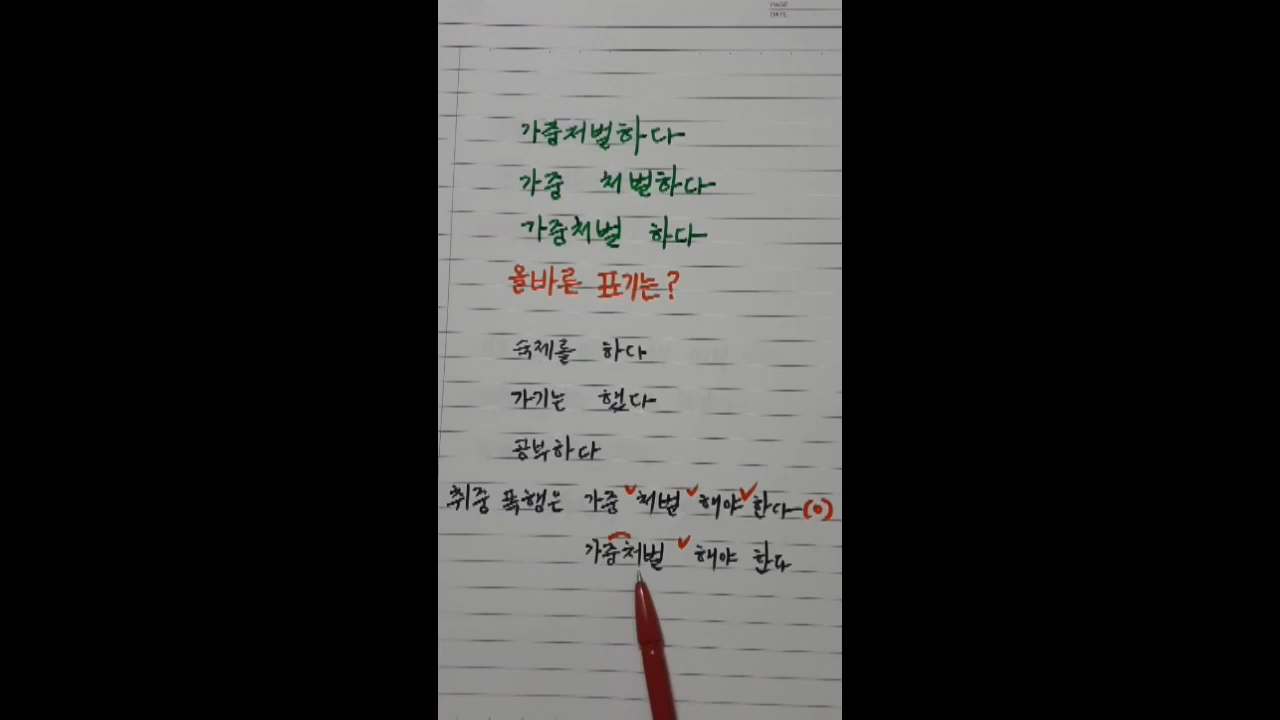 PAGE
DATE
가중처벌하다
가중 처벌하다
가중처벌 하다
올바른 표기는?
숙제를 하다
가기는 했다
공부하다
취중 폭행은 가중 처벌 해야 한다 (o)
가중처벌 해야 한다